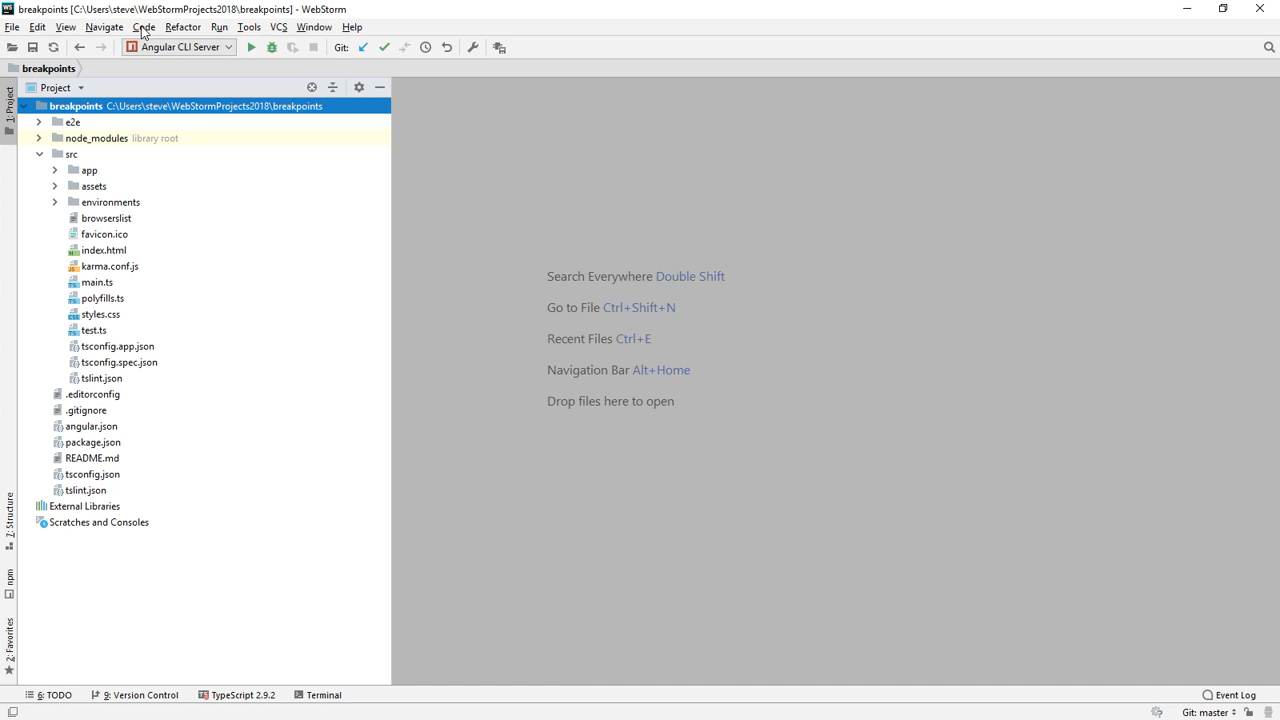 breakpoints [C:\Users\steve\WebStormProjects2018\breakpoints] - WebStorm
File Edit View Navigate Code Refactor Run Tools VCS Window Help
Angular CLI Server Git:
breakpoints
Project
1: Project
breakpoints C:\Users\steve\WebStormProjects2018\breakpoints
e2e
node_modules library root
src
app
assets
environments
browserslist
favicon.ico
index.html
karma.conf.js
main.ts
polyfills.ts
styles.css
test.ts
tsconfig.app.json
tsconfig.spec.json
tslint.json
.editorconfig
.gitignore
angular.json
package.json
README.md
tsconfig.json
tslint.json
External Libraries
Scratches and Consoles
Search Everywhere Double Shift
Go to File Ctrl+Shift+N
Recent Files Ctrl+E
Navigation Bar Alt+Home
Drop files here to open
7: Structure
npm
2: Favorites
6: TODO 9: Version Control TypeScript 2.9.2 Terminal Event Log
Git: master